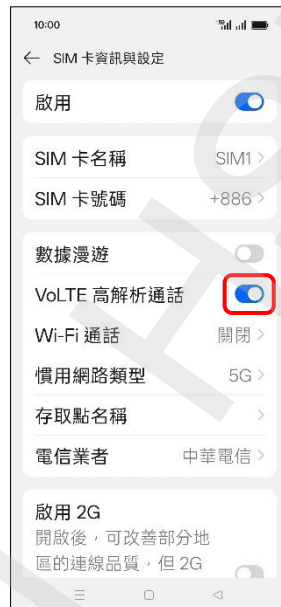 10:00
SIM 卡資訊與設定
啟用
SIM 卡名稱 SIM1
SIM 卡號碼 +886
數據漫遊
VoLTE 高解析通話
Wi-Fi 通話 關閉
慣用網路類型 5G
存取點名稱
電信業者 中華電信
啟用 2G
開啟後，可改善部分地
區的連線品質，但 2G